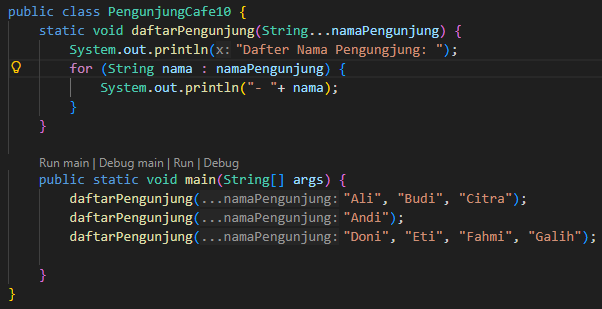 public class PengunjungCafe10 {
    static void daftarPengunjung(String...namaPengunjung) {
        System.out.println(x: "Dafter Nama Pengungjung: ");
        for (String nama : namaPengunjung) {
            System.out.println("- "+ nama);
        }
    }
    Run main | Debug main | Run | Debug
    public static void main(String[] args) {
        daftarPengunjung(...namaPengunjung: "Ali", "Budi", "Citra");
        daftarPengunjung(...namaPengunjung: "Andi");
        daftarPengunjung(...namaPengunjung: "Doni", "Eti", "Fahmi", "Galih");
    }
}